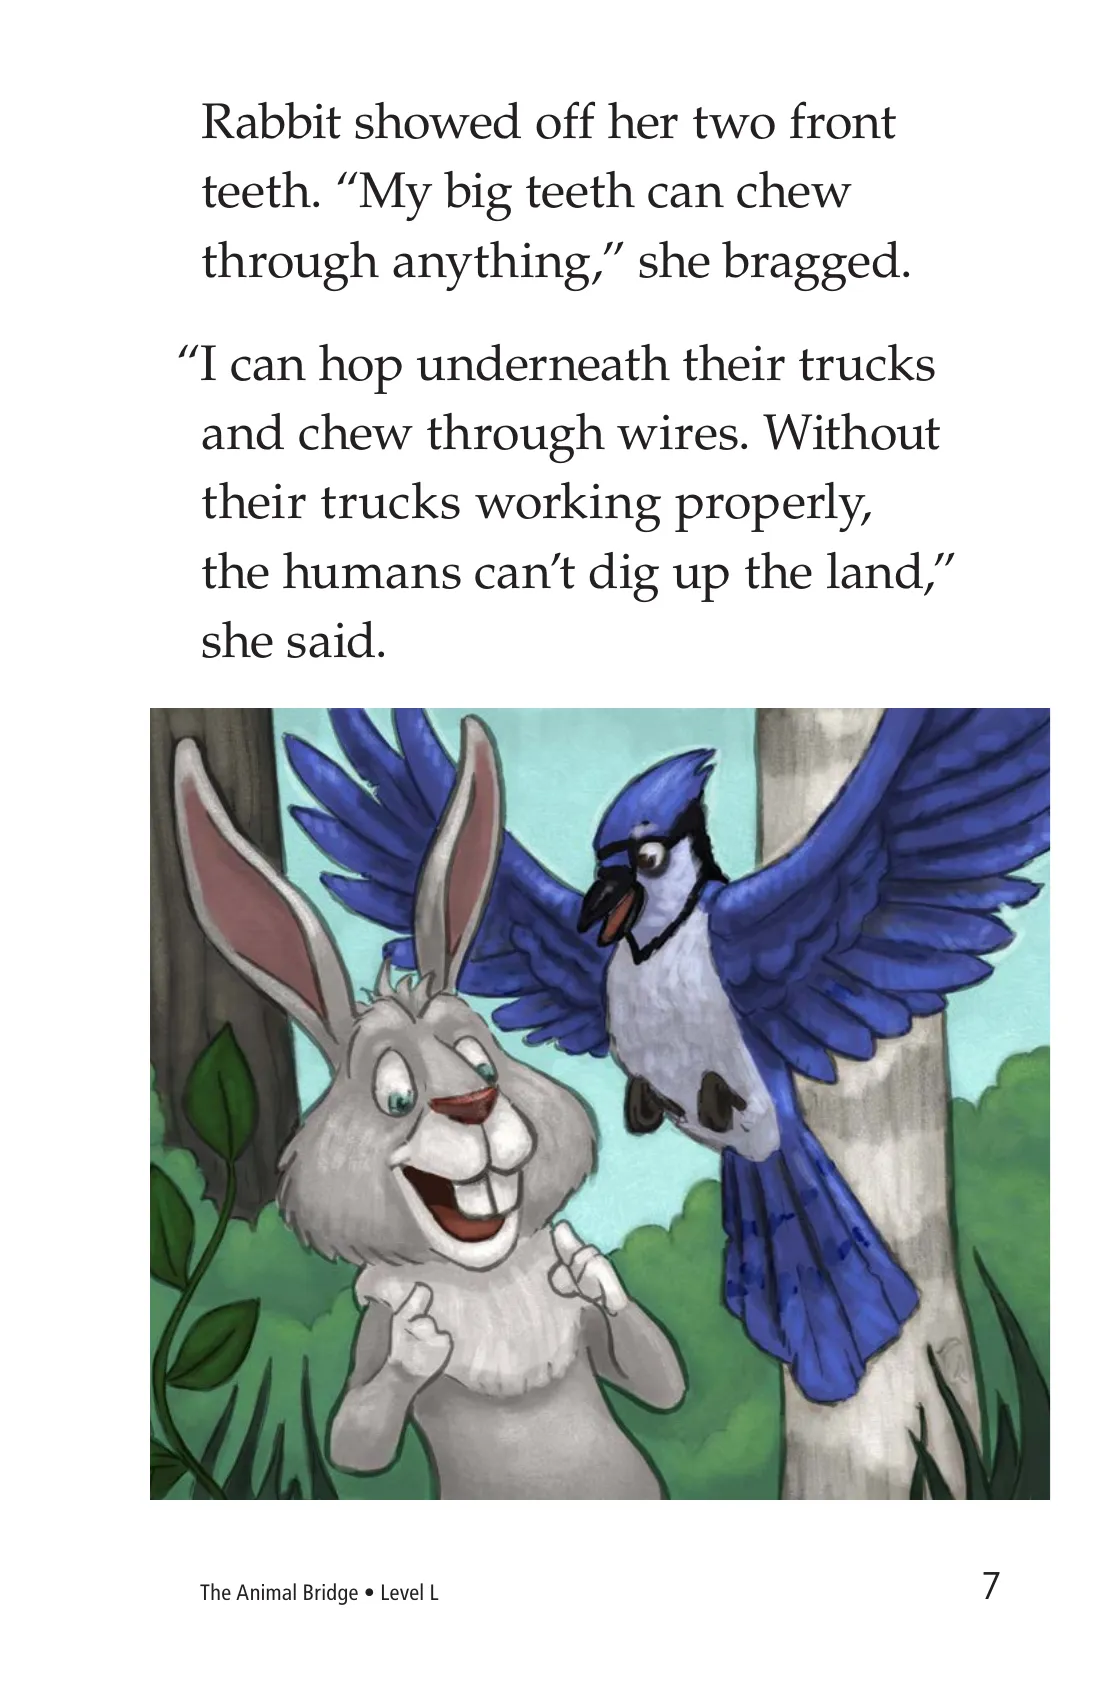 Rabbit showed off her two front
teeth. “My big teeth can chew
through anything,” she bragged.
“I can hop underneath their trucks
and chew through wires. Without
their trucks working properly,
the humans can’t dig up the land,”
she said.
The Animal Bridge • Level L
7